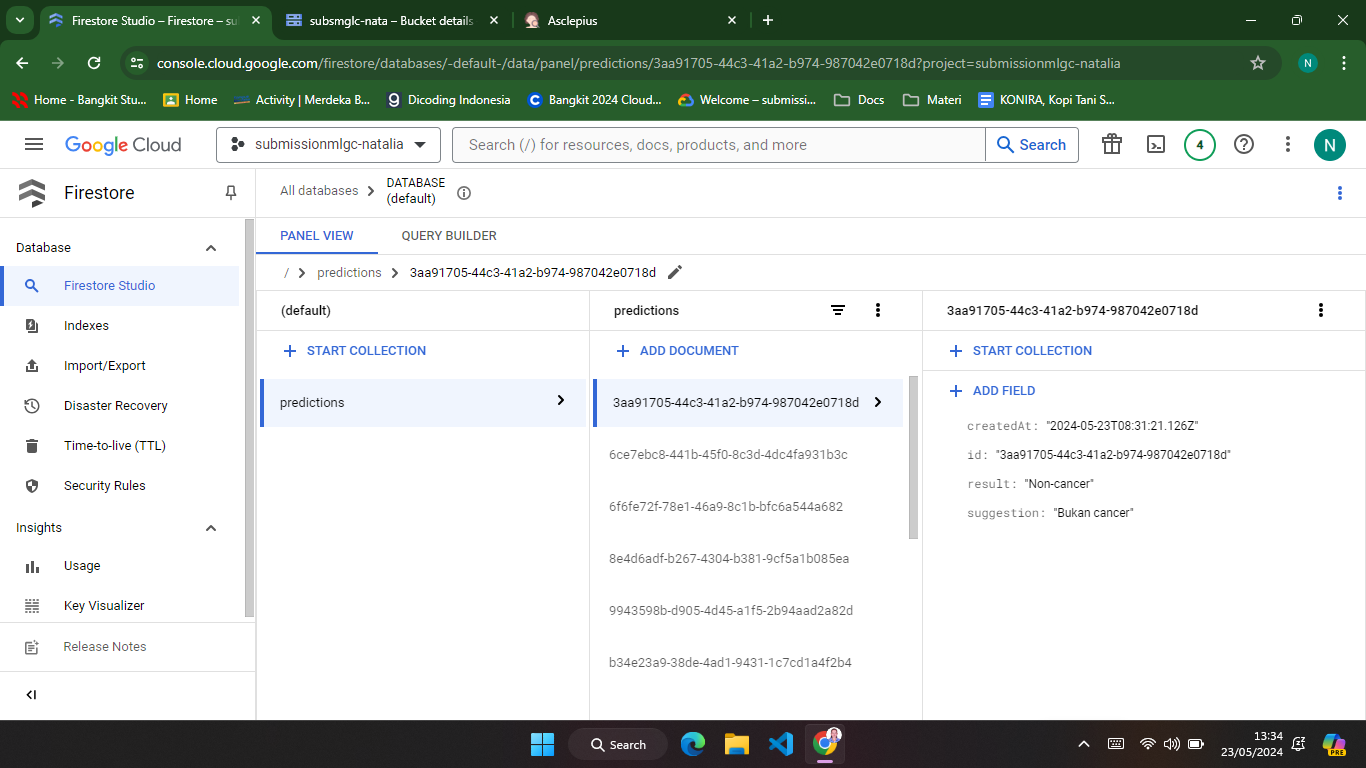 Firestore Studio – Firestore – sub
subsmglc-nata – Bucket details
Asclepius
console.cloud.google.com/firestore/databases/-default-/data/panel/predictions/3aa91705-44c3-41a2-b974-987042e0718d?project=submissionmlgc-natalia
N
Home - Bangkit Stu...
Home
Activity | Merdeka B...
Dicoding Indonesia
Bangkit 2024 Cloud...
Welcome – submissi...
Docs
Materi
KONIRA, Kopi Tani S...
Google Cloud
submissionmlgc-natalia
Search (/) for resources, docs, products, and more
Search
4
N
Firestore
All databases
DATABASE
(default)
Database
PANEL VIEW
QUERY BUILDER
/
predictions
3aa91705-44c3-41a2-b974-987042e0718d
Firestore Studio
Indexes
Import/Export
Disaster Recovery
Time-to-live (TTL)
Security Rules
Insights
Usage
Key Visualizer
Release Notes
(default)
START COLLECTION
predictions
predictions
ADD DOCUMENT
3aa91705-44c3-41a2-b974-987042e0718d
6ce7ebc8-441b-45f0-8c3d-4dc4fa931b3c
6f6fe72f-78e1-46a9-8c1b-bfc6a544a682
8e4d6adf-b267-4304-b381-9cf5a1b085ea
9943598b-d905-4d45-a1f5-2b94aad2a82d
b34e23a9-38de-4ad1-9431-1c7cd1a4f2b4
3aa91705-44c3-41a2-b974-987042e0718d
START COLLECTION
ADD FIELD
createdAt: "2024-05-23T08:31:21.126Z"
id: "3aa91705-44c3-41a2-b974-987042e0718d"
result: "Non-cancer"
suggestion: "Bukan cancer"
Search
13:34
23/05/2024
PRE